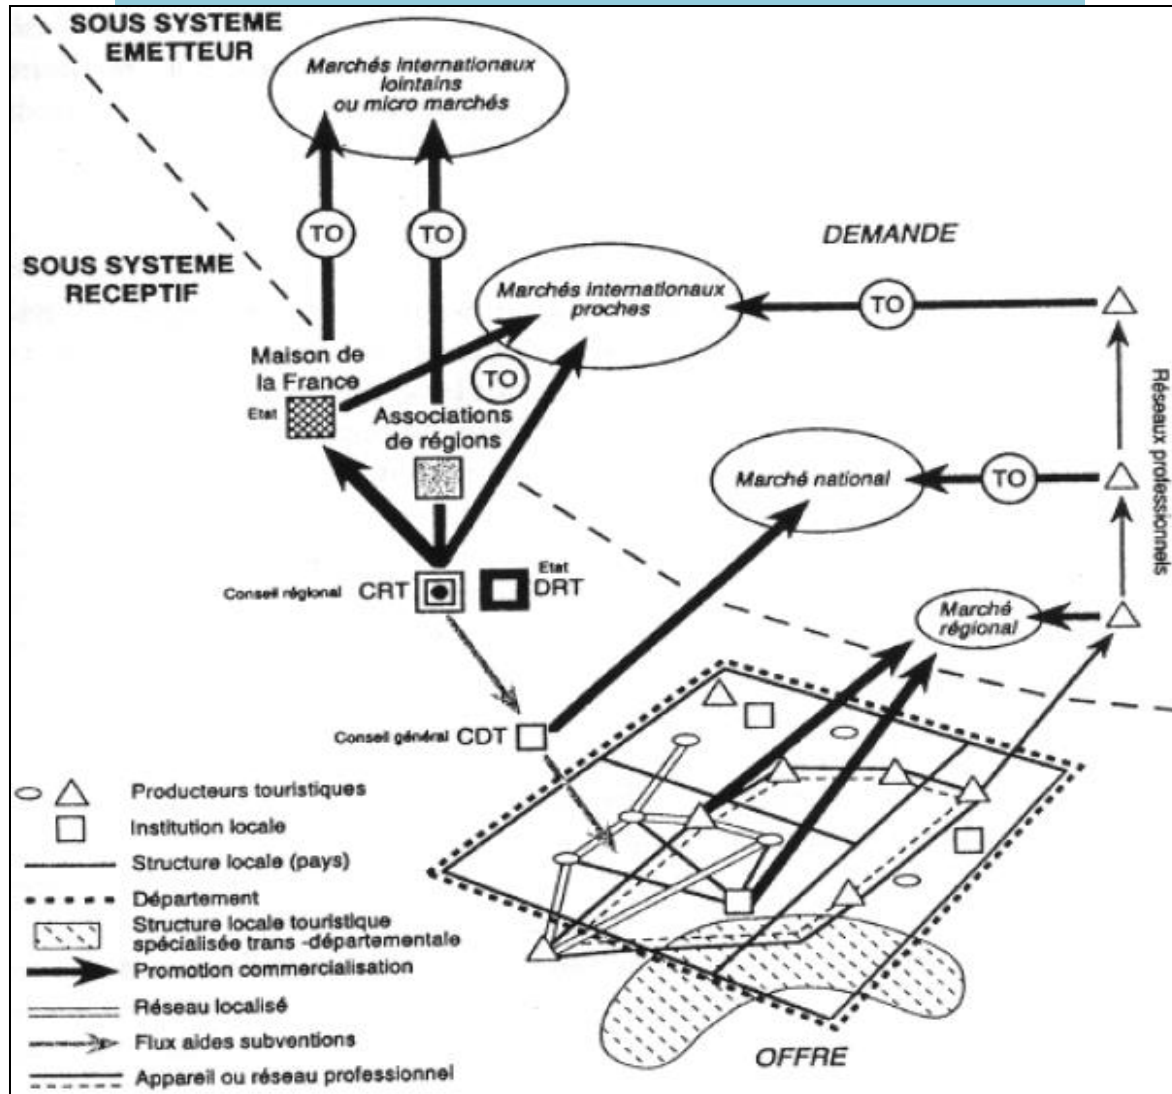 SOUS SYSTEME
EMETTEUR
Marchés internationaux
lointains
ou micro marchés
TO
TO
DEMANDE
SOUS SYSTEME
RECEPTIF
Marchés internationaux
proches
TO
Maison de
la France
Etat
TO
Associations
de régions
Réseaux professionnels
Marché national
TO
Conseil régional
CRT
Etat
DRT
Marché
régional
Conseil général
CDT
Producteurs touristiques
Institution locale
Structure locale (pays)
Département
Structure locale touristique
spécialisée trans -départementale
Promotion commercialisation
Réseau localisé
Flux aides subventions
Appareil ou réseau professionnel
OFFRE